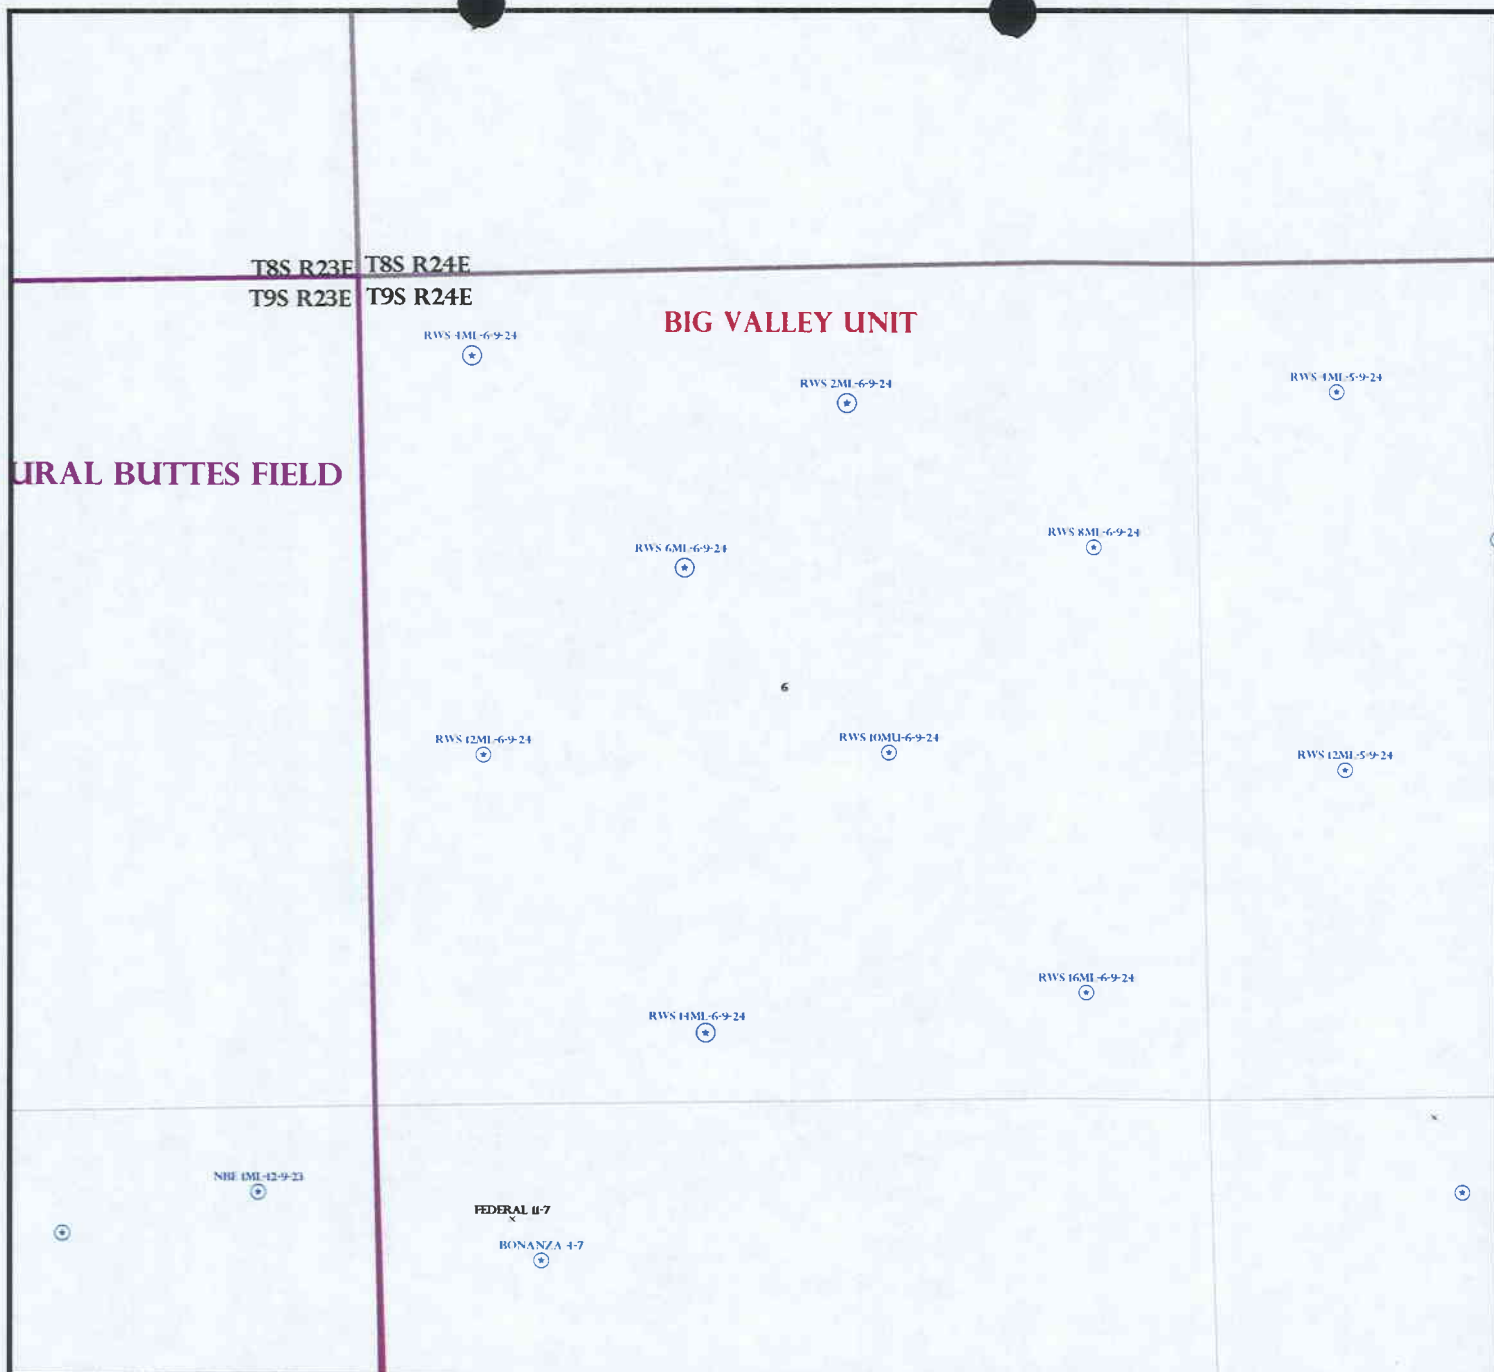 T8S R23E T8S R24E
T9S R23E T9S R24E
BIG VALLEY UNIT
RWS 4ML-6-9-24
RWS 2ML-6-9-24
RWS 4ML-5-9-24
URAL BUTTES FIELD
RWS 6ML-6-9-24
RWS 8ML-6-9-24
6
RWS 12ML-6-9-24
RWS 10MU-6-9-24
RWS 12ML-5-9-24
RWS 16ML-6-9-24
RWS 14ML-6-9-24
NBE 1ML-12-9-23
FEDERAL 11-7
BONANZA 4-7